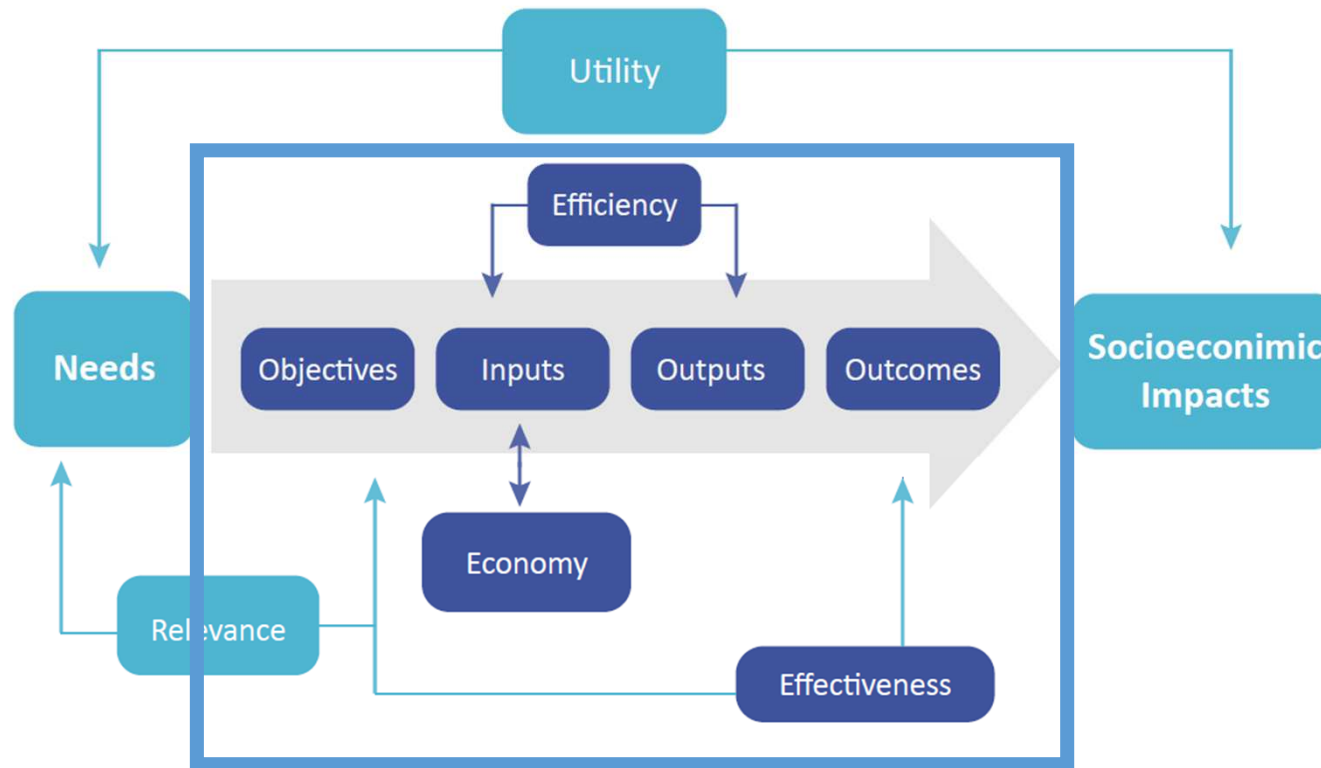 Utility
Efficiency
Needs
Objectives
Inputs
Outputs
Outcomes
Socioeconimic
Impacts
Economy
Relevance
Effectiveness